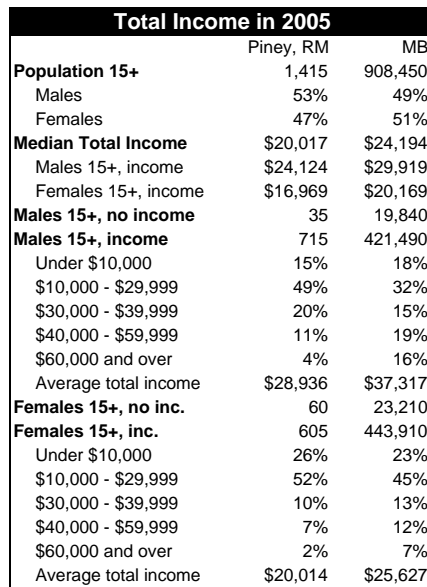 Total Income in 2005
Piney, RM MB
Population 15+ 1,415 908,450
Males 53% 49%
Females 47% 51%
Median Total Income $20,017 $24,194
Males 15+, income $24,124 $29,919
Females 15+, income $16,969 $20,169
Males 15+, no income 35 19,840
Males 15+, income 715 421,490
Under $10,000 15% 18%
$10,000 - $29,999 49% 32%
$30,000 - $39,999 20% 15%
$40,000 - $59,999 11% 19%
$60,000 and over 4% 16%
Average total income $28,936 $37,317
Females 15+, no inc. 60 23,210
Females 15+, inc. 605 443,910
Under $10,000 26% 23%
$10,000 - $29,999 52% 45%
$30,000 - $39,999 10% 13%
$40,000 - $59,999 7% 12%
$60,000 and over 2% 7%
Average total income $20,014 $25,627